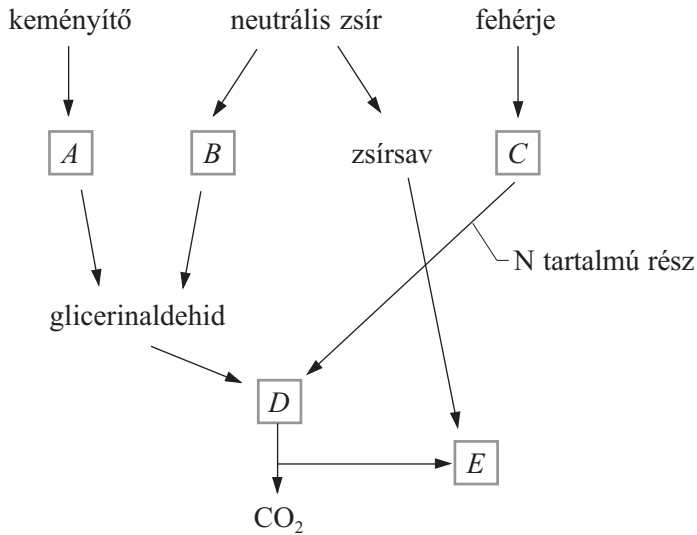 keményítő neutrális zsír fehérje
A B zsírsav C
N tartalmú rész
glicerinaldehid
D
E
CO₂